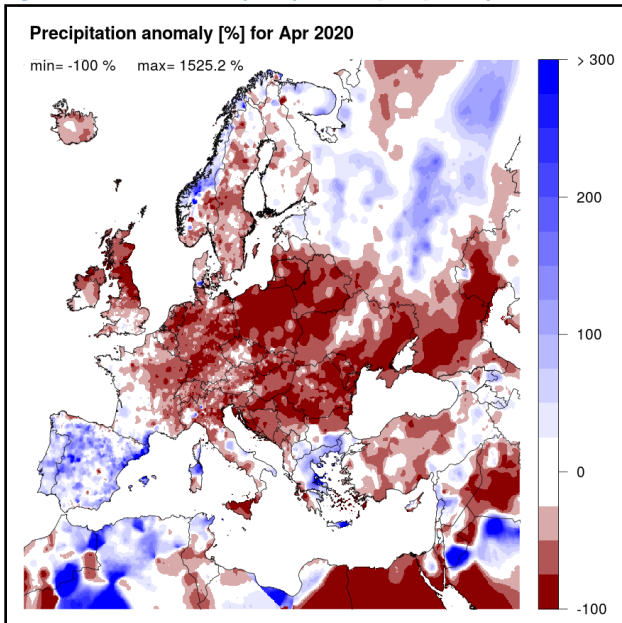 Precipitation anomaly [%] for Apr 2020
min= -100 %     max= 1525.2 %
> 300
200
100
0
-100